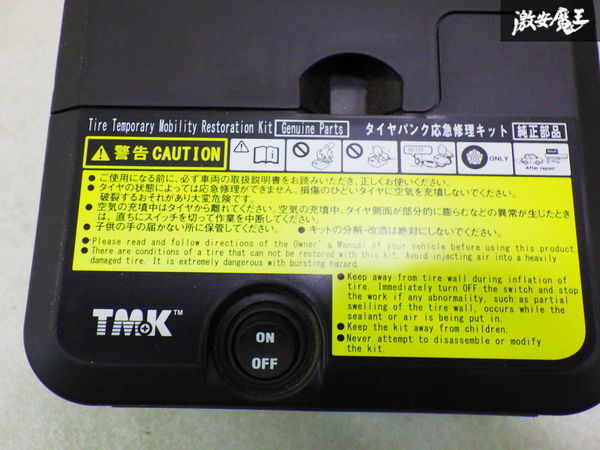 激安魔王
Tire Temporary Mobility Restoration Kit Genuine Parts タイヤパンク応急修理キット 純正部品
警告 CAUTION
DC12V
ONLY
After repair
●ご使用になる前に、必ず車両の取扱説明書をお読みいただき、正しくお使いください。
●タイヤの状態によっては応急修理ができません。損傷のひどいタイヤに空気を充填しないでください。
破裂するおそれがあり大変危険です。
●空気の充填中はタイヤから離れてください。空気の充填中、タイヤ側面が部分的に膨らむなどの異常が生じたとき
は、直ちにスイッチを切って作業を中断してください。
●子供の手の届かない所に保管してください。 ●キットの分解・改造は絶対にしないでください。
●Please read and follow directions of the Owner's Manual of your vehicle before using this product
●There are conditions of a tire that can not be restored with this kit. Avoid injecting air into a heavily
damaged tire. It is extremely dangerous with bursting hazard.
●Keep away from tire wall during inflation of
tire. Immediately turn OFF the switch and stop
the work if any abnormality, such as partial
swelling of the tire wall, occurs while the
sealant or air is being put in.
●Keep the kit away from children.
●Never attempt to disassemble or modify
the kit.
TMK™
ON
OFF